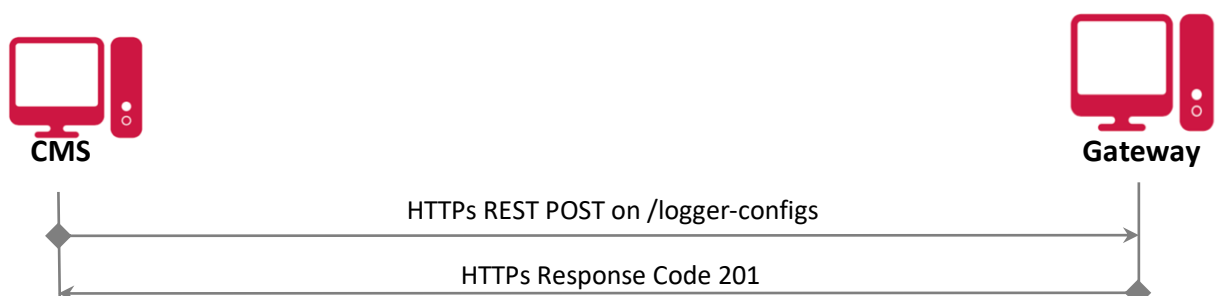 CMS
Gateway
HTTPs REST POST on /logger-configs
HTTPs Response Code 201